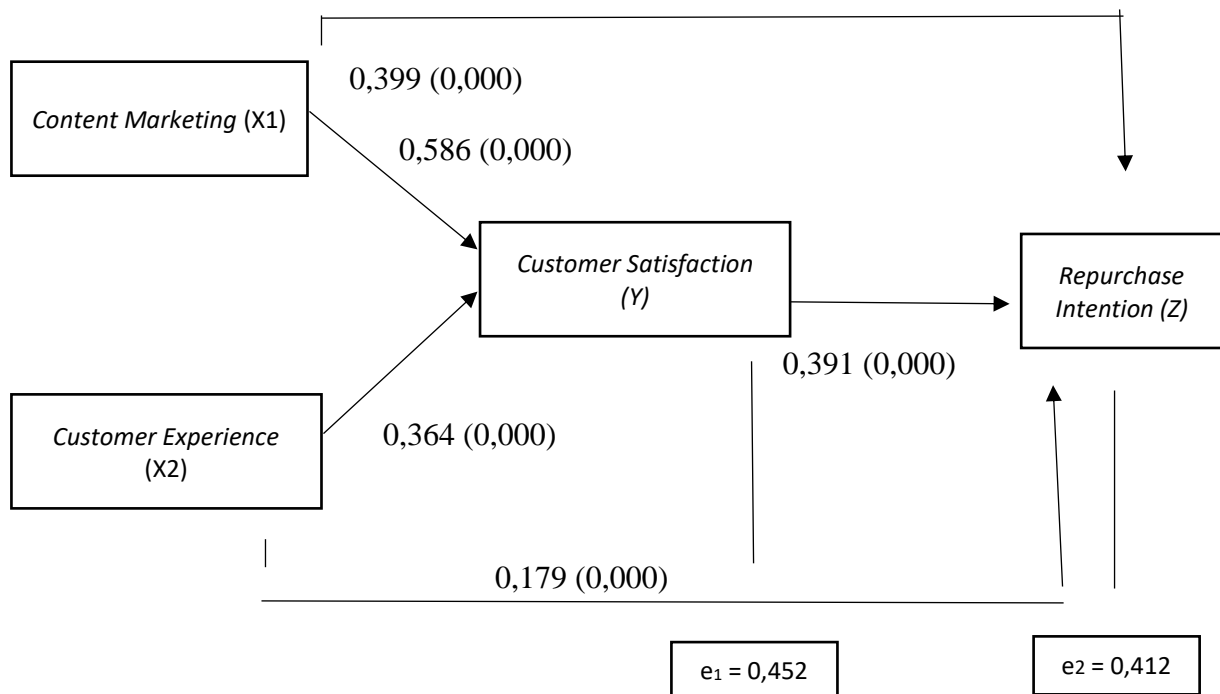 0,399 (0,000)
Content Marketing (X1)
0,586 (0,000)
Customer Satisfaction
(Y)
Repurchase
Intention (Z)
0,391 (0,000)
Customer Experience
(X2)
0,364 (0,000)
0,179 (0,000)
e1 = 0,452
e2 = 0,412